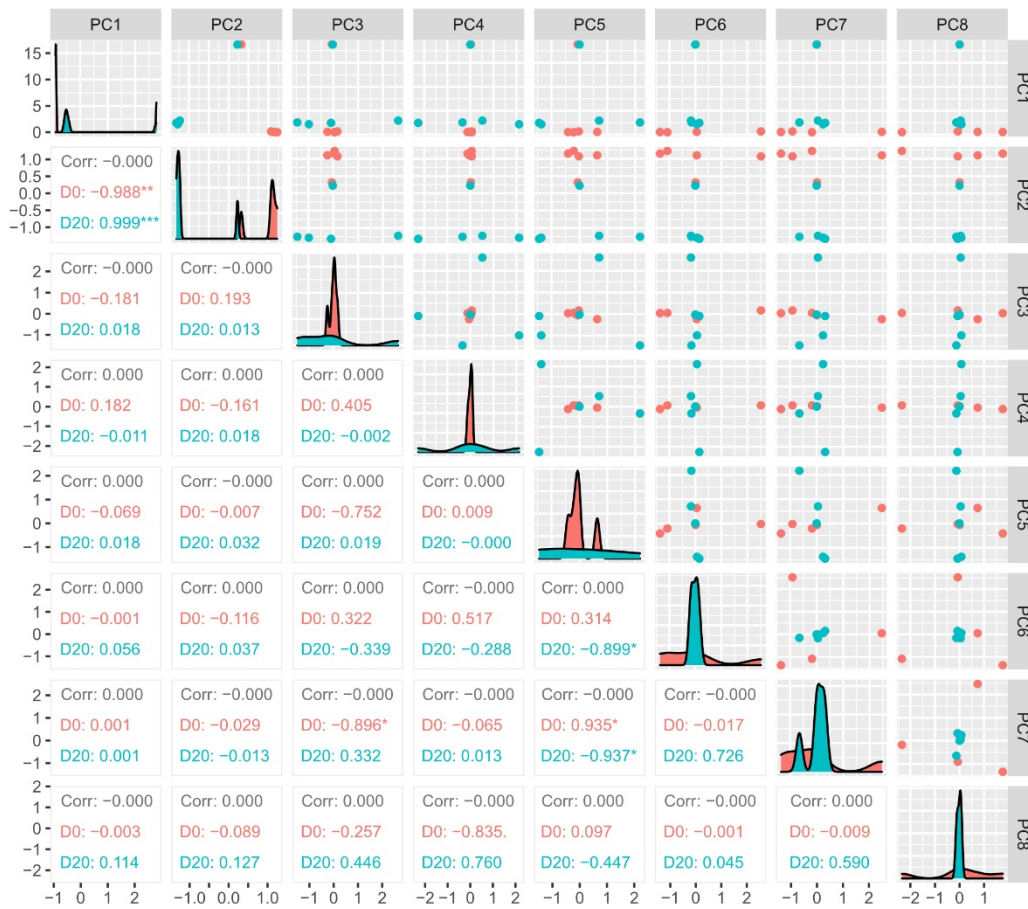 PC1 PC2 PC3 PC4 PC5 PC6 PC7 PC8
15
10
5
0
PC1
1.0
0.5
0.0
−0.5
−1.0
Corr: −0.000
D0: −0.988**
D20: 0.999***
PC2
2
1
0
−1
Corr: −0.000 Corr: −0.000
D0: −0.181 D0: 0.193
D20: 0.018 D20: 0.013
PC3
2
1
0
−1
−2
Corr: 0.000 Corr: 0.000 Corr: 0.000
D0: 0.182 D0: −0.161 D0: 0.405
D20: −0.011 D20: 0.018 D20: −0.002
PC4
2
1
0
−1
Corr: 0.000 Corr: −0.000 Corr: 0.000 Corr: 0.000
D0: −0.069 D0: −0.007 D0: −0.752 D0: 0.009
D20: 0.018 D20: 0.032 D20: 0.019 D20: −0.000
PC5
2
1
0
−1
Corr: 0.000 Corr: 0.000 Corr: 0.000 Corr: −0.000 Corr: 0.000
D0: −0.001 D0: −0.116 D0: 0.322 D0: 0.517 D0: 0.314
D20: 0.056 D20: 0.037 D20: −0.339 D20: −0.288 D20: −0.899*
PC6
2
1
0
−1
Corr: 0.000 Corr: −0.000 Corr: −0.000 Corr: −0.000 Corr: −0.000 Corr: −0.000
D0: 0.001 D0: −0.029 D0: −0.896* D0: −0.065 D0: 0.935* D0: −0.017
D20: 0.001 D20: −0.013 D20: 0.332 D20: 0.013 D20: −0.937* D20: 0.726
PC7
2
1
0
−1
−2
Corr: −0.000 Corr: 0.000 Corr: −0.000 Corr: −0.000 Corr: 0.000 Corr: 0.000 Corr: 0.000
D0: −0.003 D0: −0.089 D0: −0.257 D0: −0.835. D0: 0.097 D0: −0.001 D0: −0.009
D20: 0.114 D20: 0.127 D20: 0.446 D20: 0.760 D20: −0.447 D20: 0.045 D20: 0.590
PC8
−1 0 1 2 −1.0 0.0 1.0 −1 0 1 2 −2 0 1 2 −1 0 1 2 −1 0 1 2 −1 0 1 2 −2 0 1